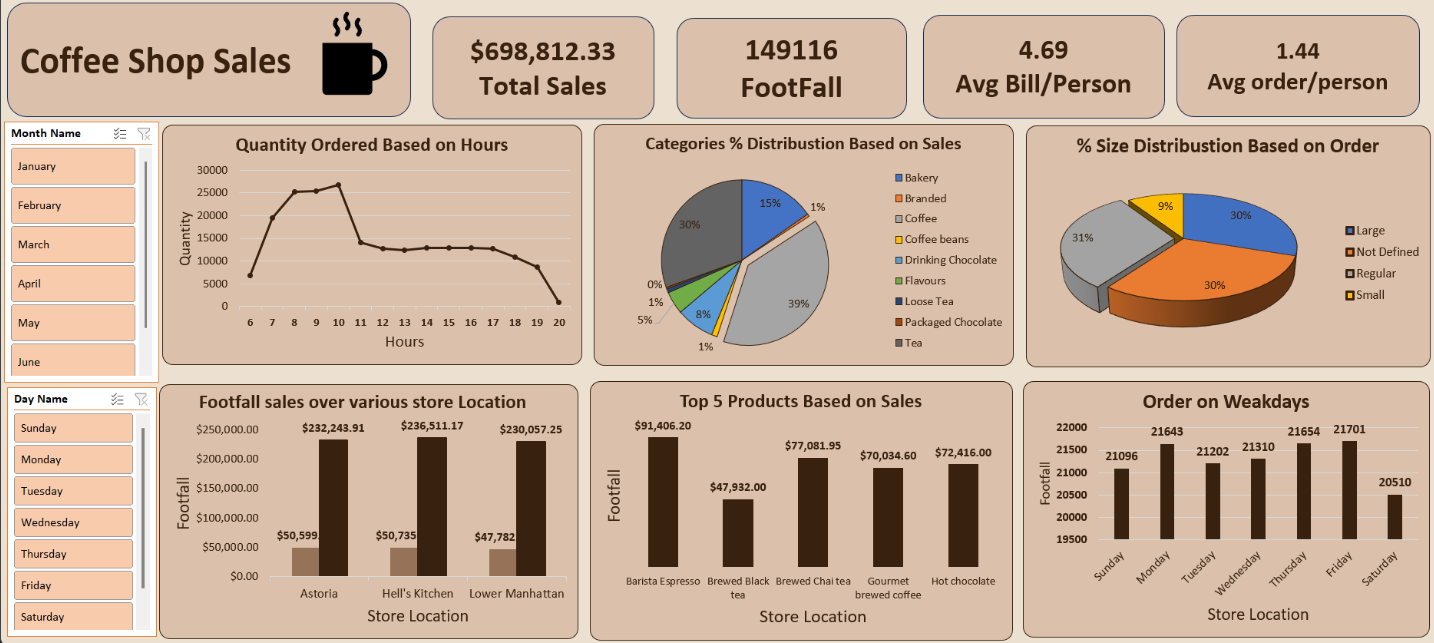 Coffee Shop Sales
$698,812.33
Total Sales
149116
FootFall
4.69
Avg Bill/Person
1.44
Avg order/person
Month Name
January
February
March
April
May
June
Quantity Ordered Based on Hours
30000
25000
20000
15000
10000
5000
0
Quantity
6 7 8 9 10 11 12 13 14 15 16 17 18 19 20
Hours
Categories % Distribustion Based on Sales
15%
1%
39%
1%
8%
5%
1%
0%
30%
Bakery
Branded
Coffee
Coffee beans
Drinking Chocolate
Flavours
Loose Tea
Packaged Chocolate
Tea
% Size Distribustion Based on Order
30%
30%
31%
9%
Large
Not Defined
Regular
Small
Day Name
Sunday
Monday
Tuesday
Wednesday
Thursday
Friday
Saturday
Footfall sales over various store Location
$250,000.00
$200,000.00
$150,000.00
$100,000.00
$50,000.00
$0.00
Footfall
$232,243.91
$236,511.17
$230,057.25
$50,599.
$50,735
$47,782
Astoria
Hell's Kitchen
Lower Manhattan
Store Location
Top 5 Products Based on Sales
Footfall
$91,406.20
$47,932.00
$77,081.95
$70,034.60
$72,416.00
Barista Espresso
Brewed Black
tea
Brewed Chai tea
Gourmet
brewed coffee
Hot chocolate
Store Location
Order on Weakdays
22000
21500
21000
20500
20000
19500
Footfall
21096
21643
21202
21310
21654
21701
20510
Sunday
Monday
Tuesday
Wednesday
Thursday
Friday
Saturday
Store Location